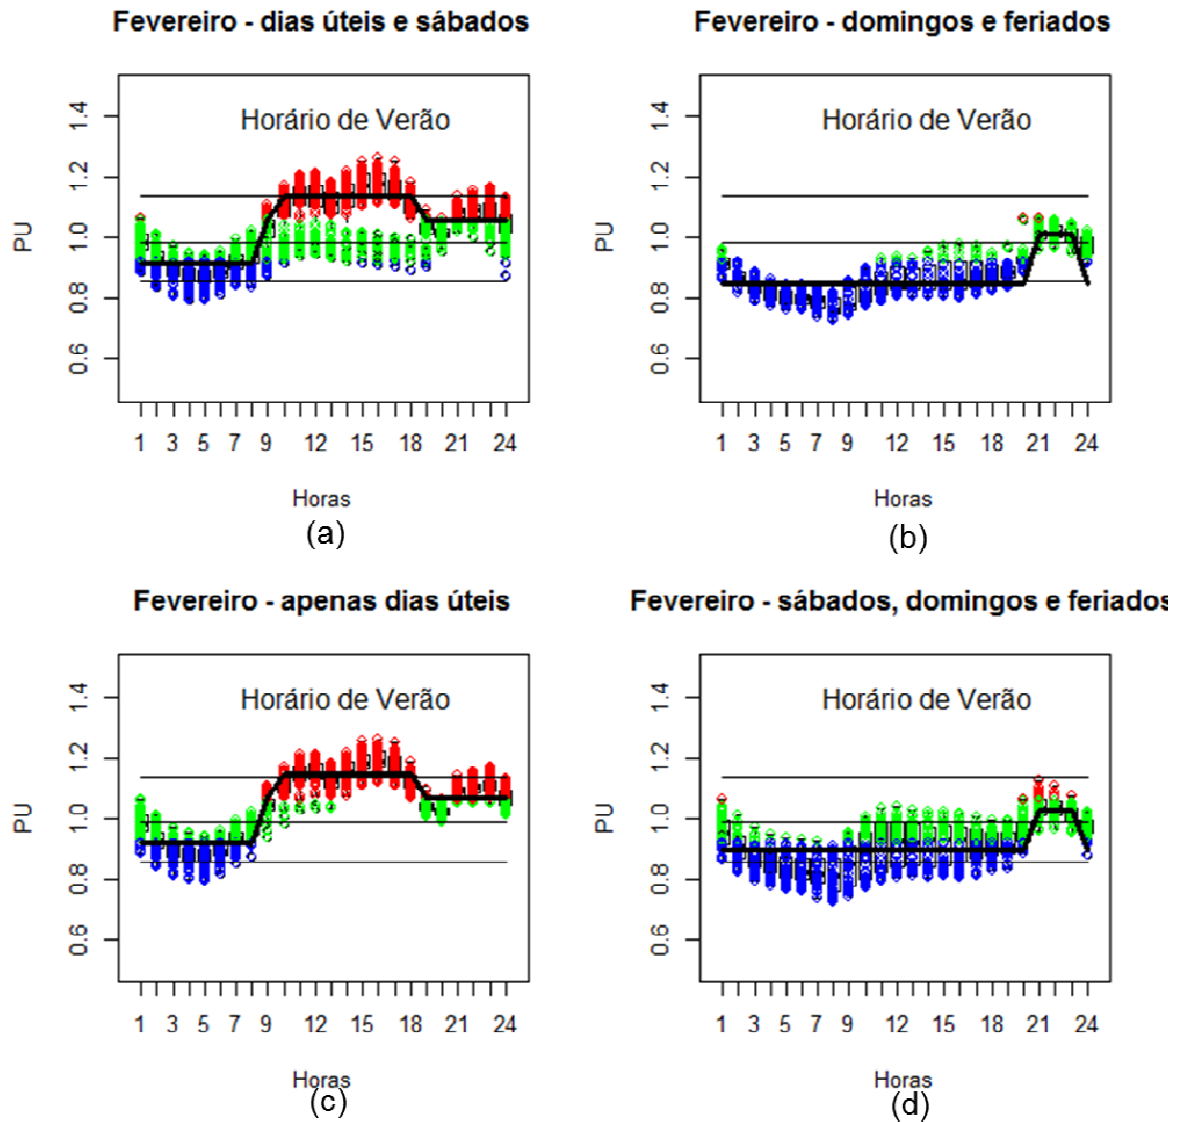 Fevereiro - dias úteis e sábados
Horário de Verão
PU
1.4
1.2
1.0
0.8
0.6
1 3 5 7 9 12 15 18 21 24
Horas
(a)
Fevereiro - domingos e feriados
Horário de Verão
PU
1.4
1.2
1.0
0.8
0.6
1 3 5 7 9 12 15 18 21 24
Horas
(b)
Fevereiro - apenas dias úteis
Horário de Verão
PU
1.4
1.2
1.0
0.8
0.6
1 3 5 7 9 12 15 18 21 24
Horas
(c)
Fevereiro - sábados, domingos e feriados
Horário de Verão
PU
1.4
1.2
1.0
0.8
0.6
1 3 5 7 9 12 15 18 21 24
Horas
(d)